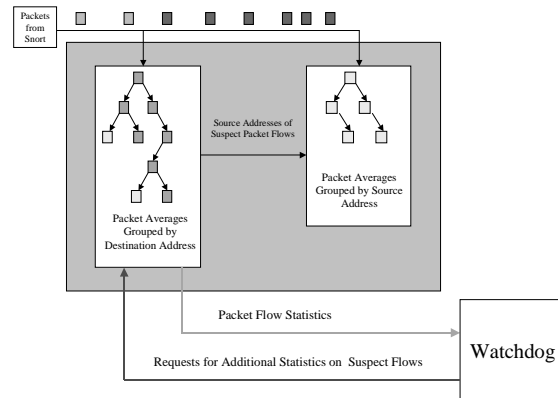 Packets
from
Snort
Source Addresses of
Suspect Packet Flows
Packet Averages
Grouped by
Destination Address
Packet Averages
Grouped by Source
Address
Packet Flow Statistics
Watchdog
Requests for Additional Statistics on Suspect Flows